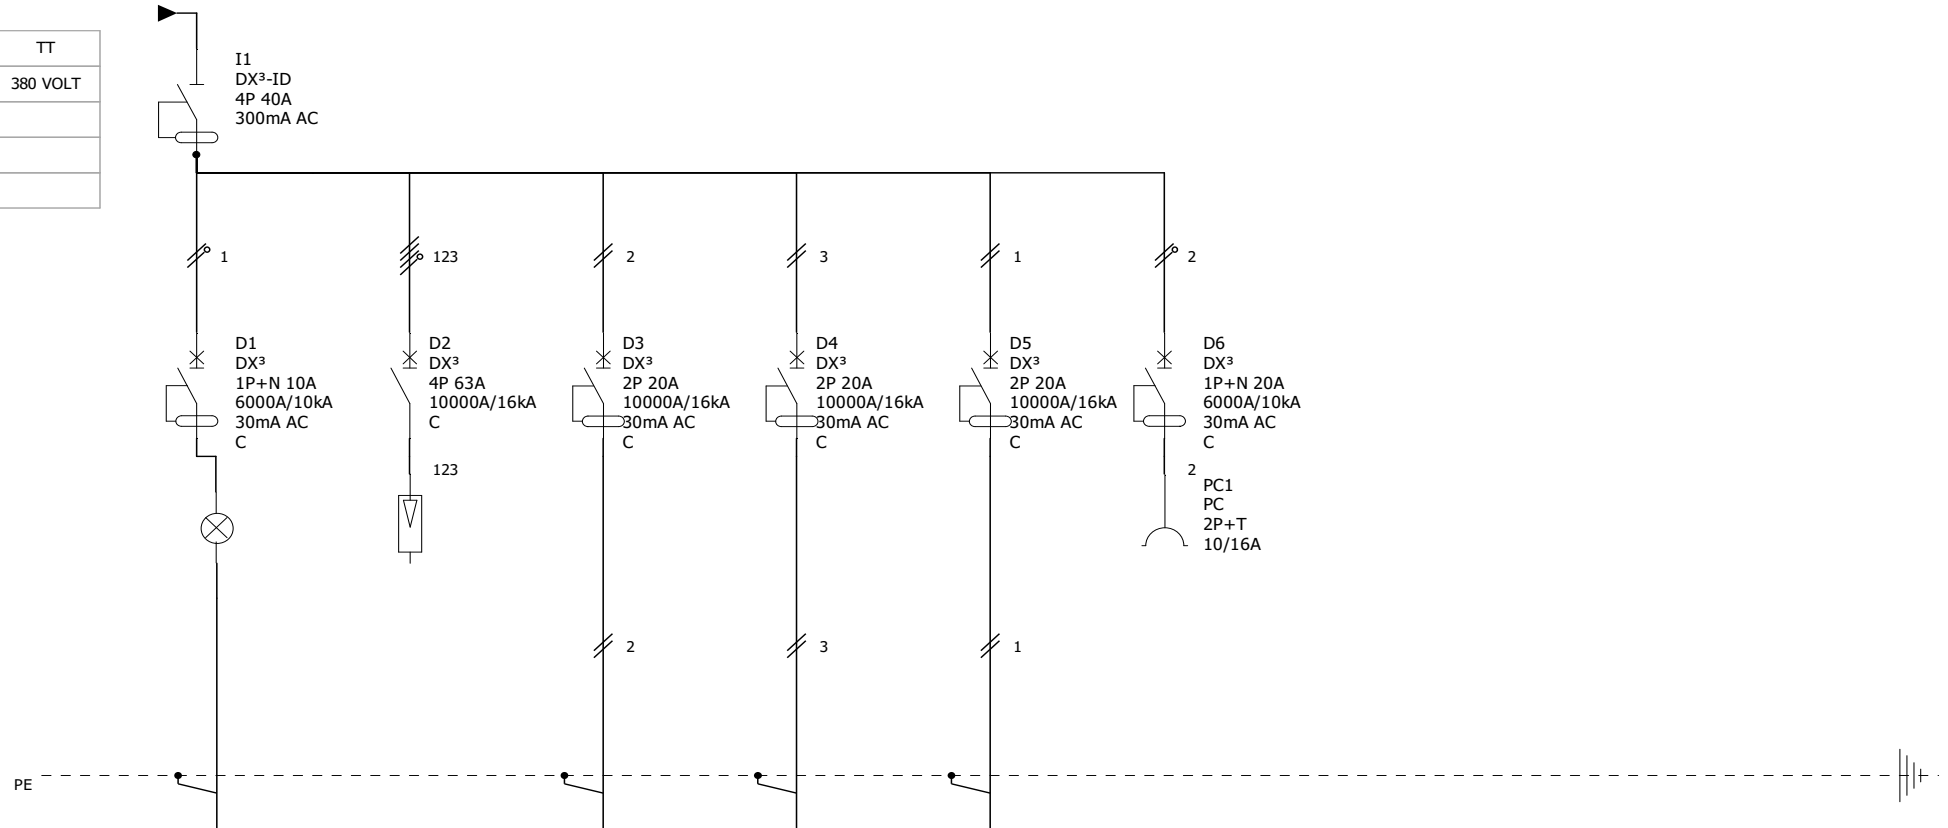 TT
380 VOLT
I1
DX³-ID
4P 40A
300mA AC
1
123
2
3
1
2
D1
DX³
1P+N 10A
6000A/10kA
30mA AC
C
D2
DX³
4P 63A
10000A/16kA
C
D3
DX³
2P 20A
10000A/16kA
30mA AC
C
D4
DX³
2P 20A
10000A/16kA
30mA AC
C
D5
DX³
2P 20A
10000A/16kA
30mA AC
C
D6
DX³
1P+N 20A
6000A/10kA
30mA AC
C
123
2
PC1
PC
2P+T
10/16A
2
3
1
PE